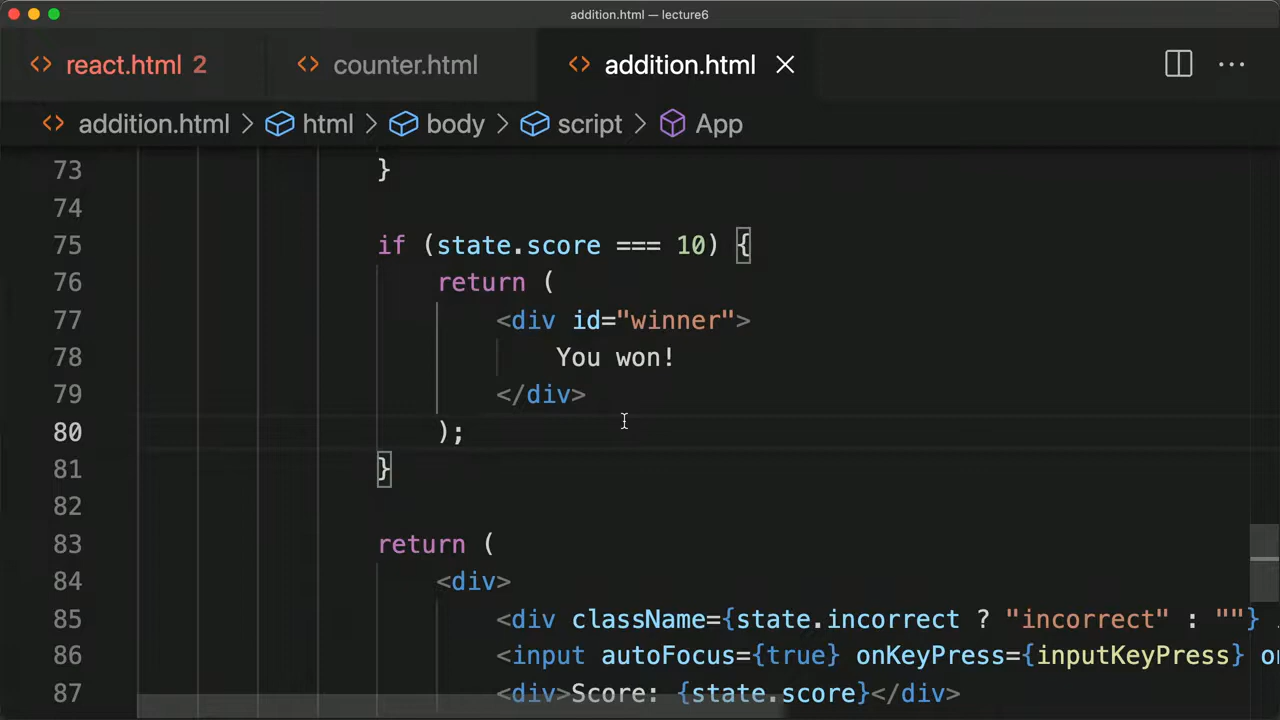 addition.html — lecture6
react.html 2 counter.html addition.html
addition.html > html > body > script > App
73 }
74
75 if (state.score === 10) {
76 return (
77 <div id="winner">
78 You won!
79 </div>
80 );
81 }
82
83 return (
84 <div>
85 <div className={state.incorrect ? "incorrect" : ""}
86 <input autoFocus={true} onKeyPress={inputKeyPress}
87 <div>Score: {state.score}</div>